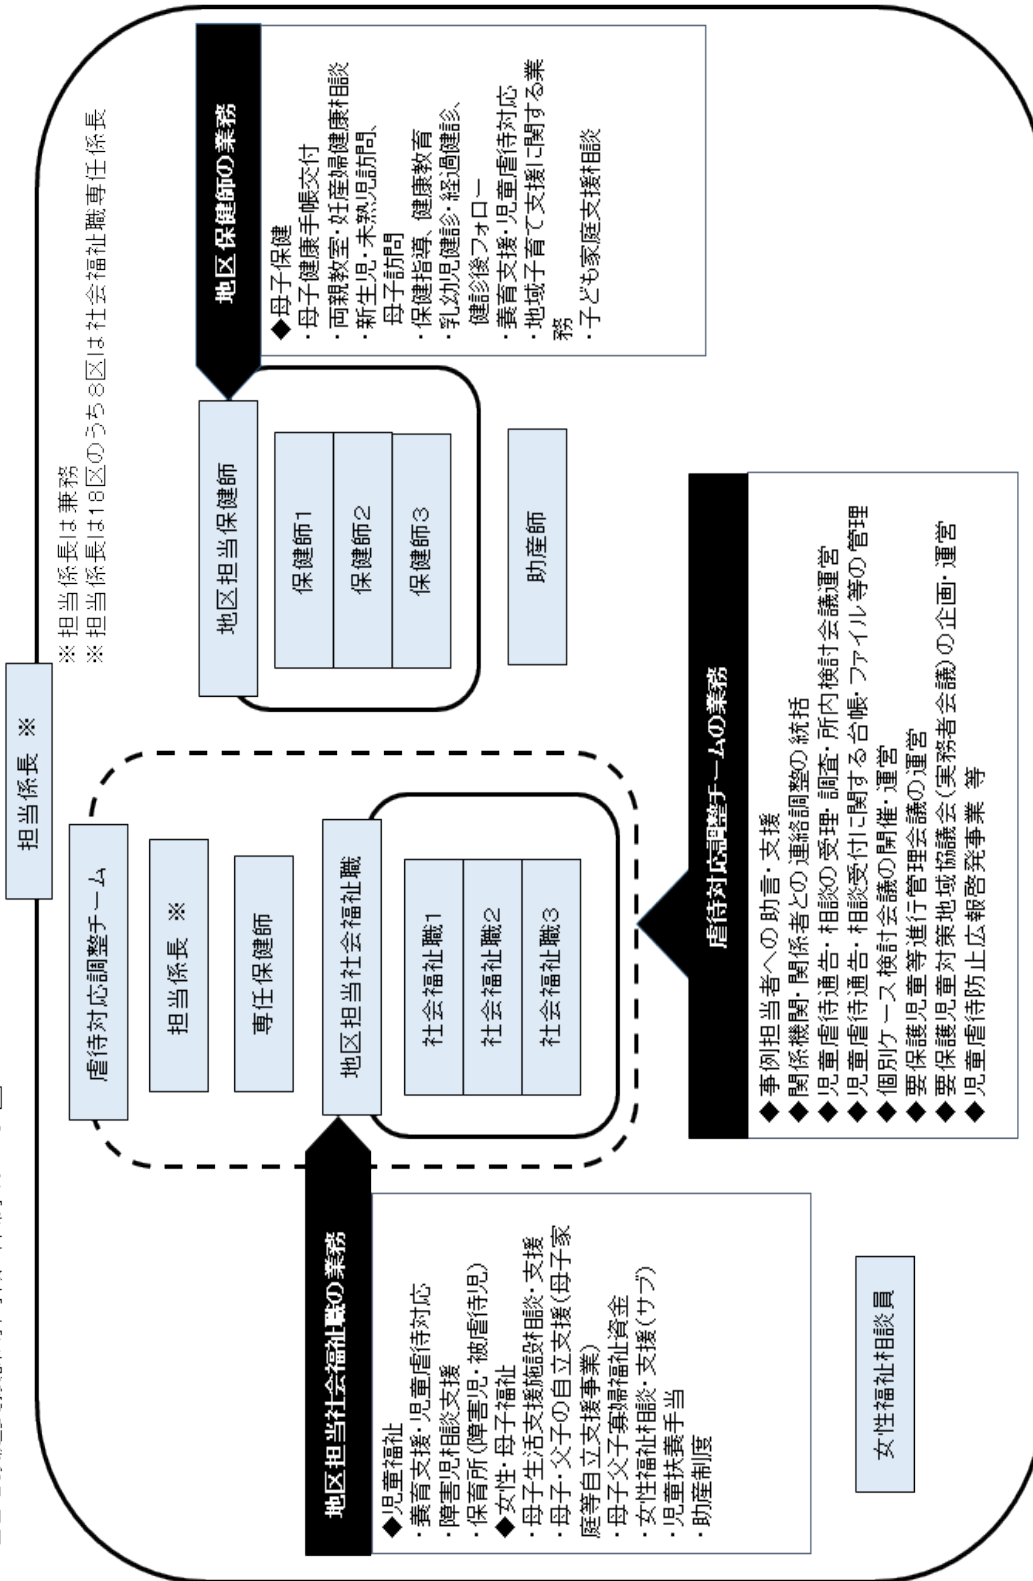 担当係長 ※
※担当係長は兼務
※担当係長は18区のうち8区は社会福祉職専任係長
虐待対応調整チーム
担当係長 ※
専任保健師
地区担当社会福祉職
社会福祉職1
社会福祉職2
社会福祉職3
地区担当保健師
保健師1
保健師2
保健師3
助産師
地区担当社会福祉職の業務
◆児童福祉
・養育支援・児童虐待対応
・障害児相談支援
・保育所(障害児・被虐待児)
◆女性・母子福祉
・母子生活支援施設相談・支援
・母子・父子の自立支援(母子家
庭等自立支援事業)
・母子父子寡婦福祉資金
・女性福祉相談・支援(サブ)
・児童扶養手当
・助産制度
地区保健師の業務
◆母子保健
・母子健康手帳交付
・両親教室・妊産婦健康相談
・新生児・未熟児訪問、
母子訪問
・保健指導、健康教育
・乳幼児健診・経過健診、
健診後フォロー
・養育支援・児童虐待対応
・地域子育て支援に関する業
務
・子ども家庭支援相談
虐待対応調整チームの業務
◆事例担当者への助言・支援
◆関係機関・関係者との連絡調整の統括
◆児童虐待通告・相談の受理・調査・所内検討会議運営
◆児童虐待通告・相談受付に関する台帳・ファイル等の管理
◆個別ケース検討会議の開催・運営
◆要保護児童等進行管理会議の運営
◆要保護児童対策地域協議会(実務者会議)の企画・運営
◆児童虐待防止広報啓発事業 等
女性福祉相談員